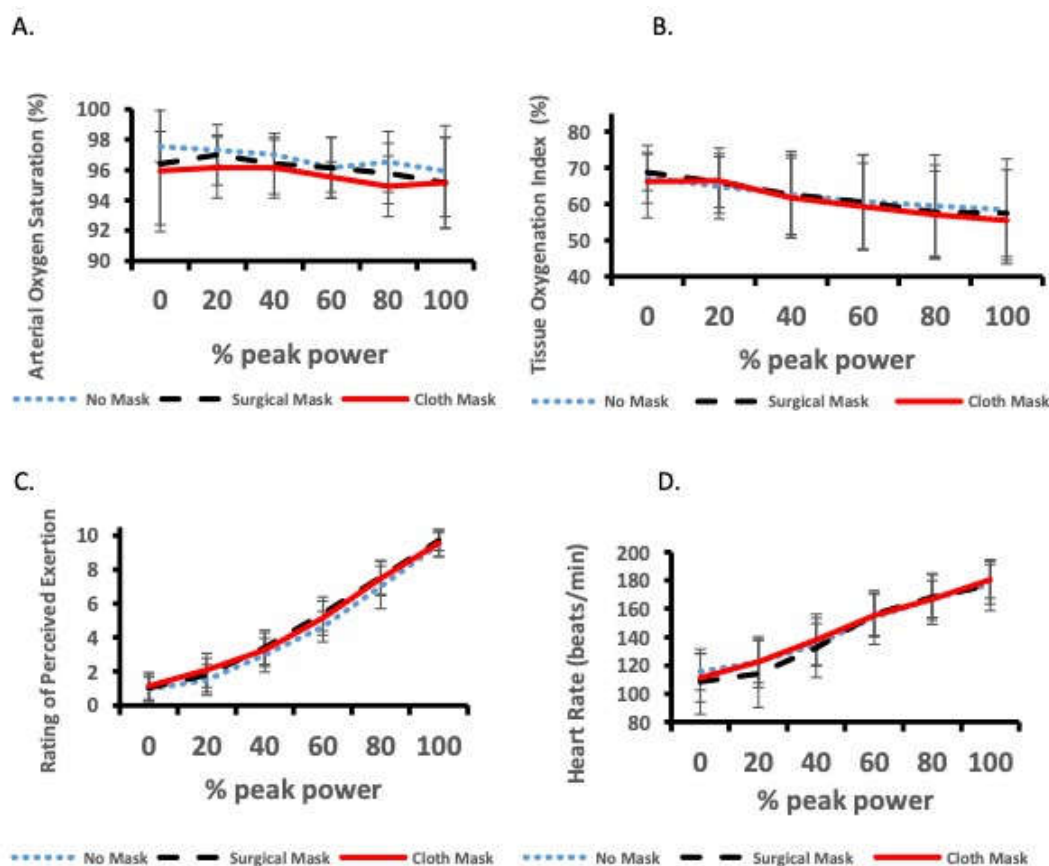 A.
Arterial Oxygen Saturation (%)
100
98
96
94
92
90
0 20 40 60 80 100
% peak power
No Mask Surgical Mask Cloth Mask
B.
Tissue Oxygenation Index (%)
80
70
60
50
40
0 20 40 60 80 100
% peak power
No Mask Surgical Mask Cloth Mask
C.
Rating of Perceived Exertion
10
8
6
4
2
0
0 20 40 60 80 100
% peak power
No Mask Surgical Mask Cloth Mask
D.
Heart Rate (beats/min)
200
180
160
140
120
100
80
0 20 40 60 80 100
% peak power
No Mask Surgical Mask Cloth Mask